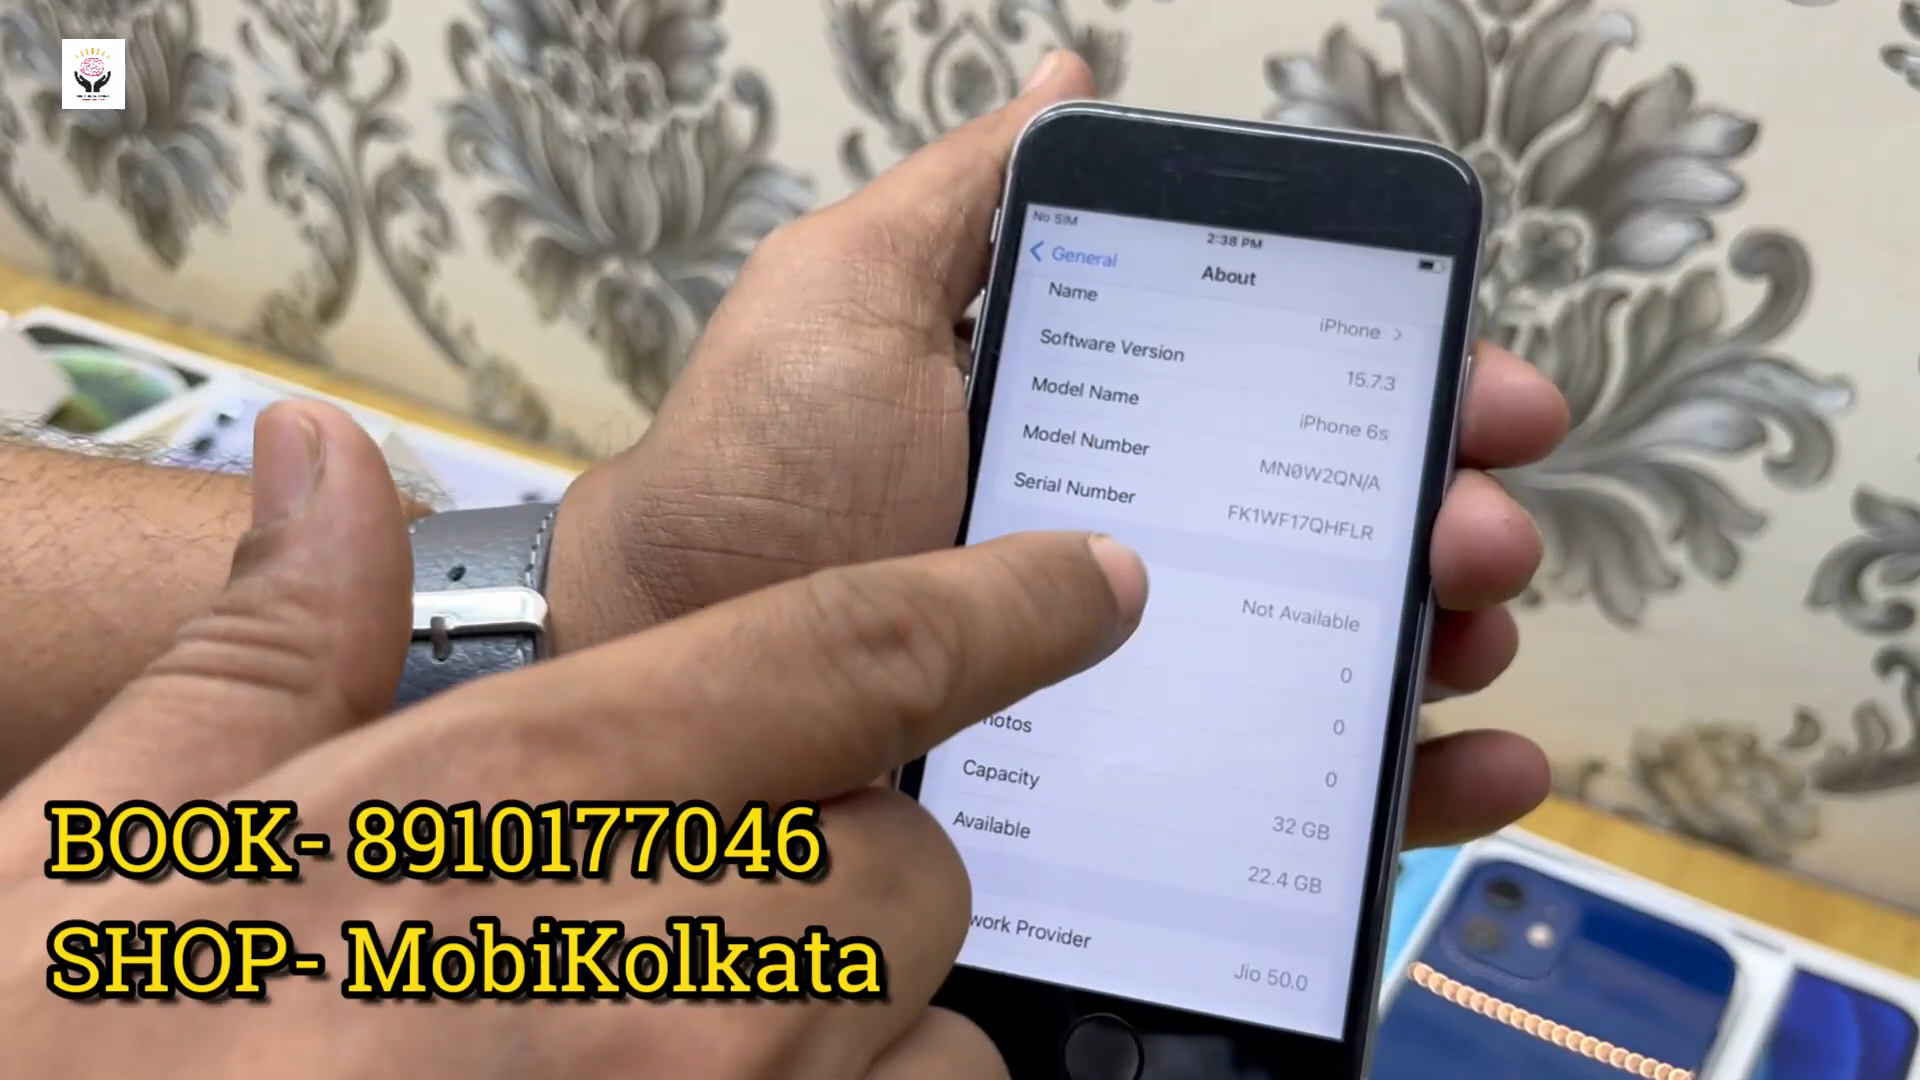 No SIM
2:38 PM
General
About
Name
iPhone
Software Version
15.7.3
Model Name
iPhone 6s
Model Number
MN0W2QN/A
Serial Number
FK1WF17QHFLR
Not Available
0
0
hotos
0
Capacity
32 GB
Available
22.4 GB
work Provider
Jio 50.0
BOOK- 8910177046
SHOP- MobiKolkata